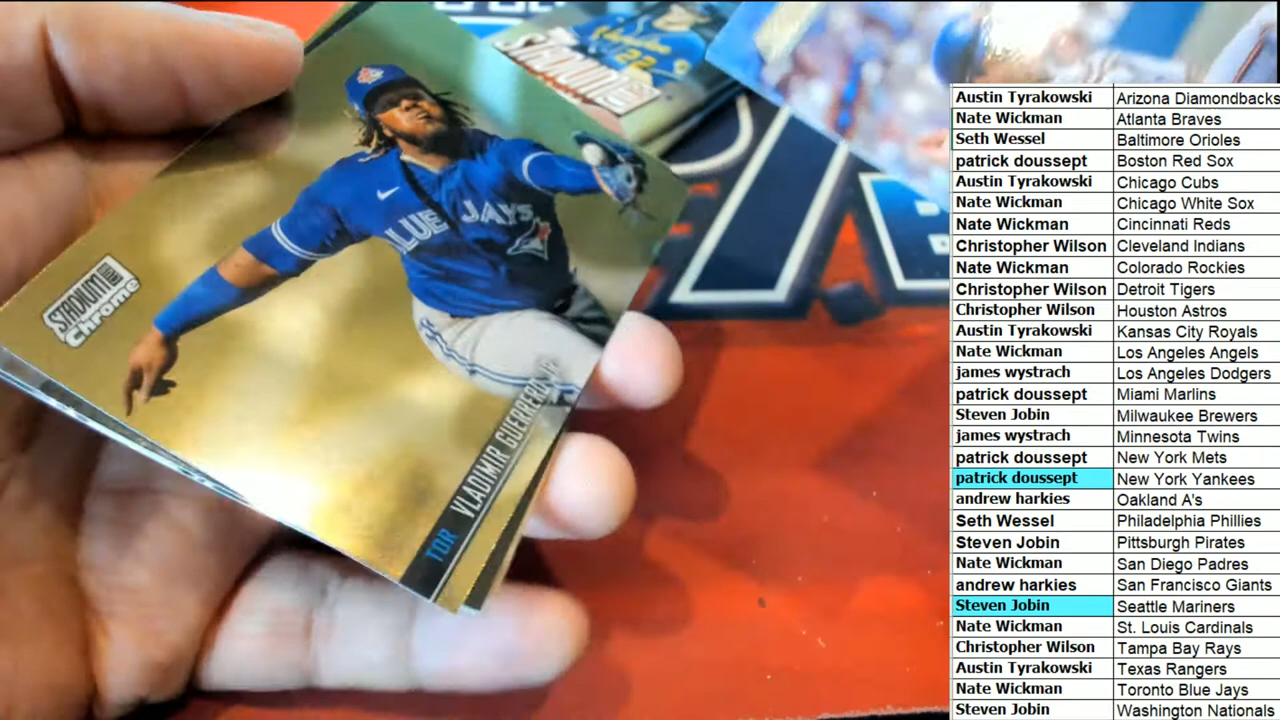 STADIUM CLUB
Chrome
BLUE JAYS
TOR VLADIMIR GUERRERO JR.
STADIUM
22
Austin Tyrakowski Arizona Diamondbacks
Nate Wickman Atlanta Braves
Seth Wessel Baltimore Orioles
patrick doussept Boston Red Sox
Austin Tyrakowski Chicago Cubs
Nate Wickman Chicago White Sox
Nate Wickman Cincinnati Reds
Christopher Wilson Cleveland Indians
Nate Wickman Colorado Rockies
Christopher Wilson Detroit Tigers
Christopher Wilson Houston Astros
Austin Tyrakowski Kansas City Royals
Nate Wickman Los Angeles Angels
james wystrach Los Angeles Dodgers
patrick doussept Miami Marlins
Steven Jobin Milwaukee Brewers
james wystrach Minnesota Twins
patrick doussept New York Mets
patrick doussept New York Yankees
andrew harkies Oakland A's
Seth Wessel Philadelphia Phillies
Steven Jobin Pittsburgh Pirates
Nate Wickman San Diego Padres
andrew harkies San Francisco Giants
Steven Jobin Seattle Mariners
Nate Wickman St. Louis Cardinals
Christopher Wilson Tampa Bay Rays
Austin Tyrakowski Texas Rangers
Nate Wickman Toronto Blue Jays
Steven Jobin Washington Nationals